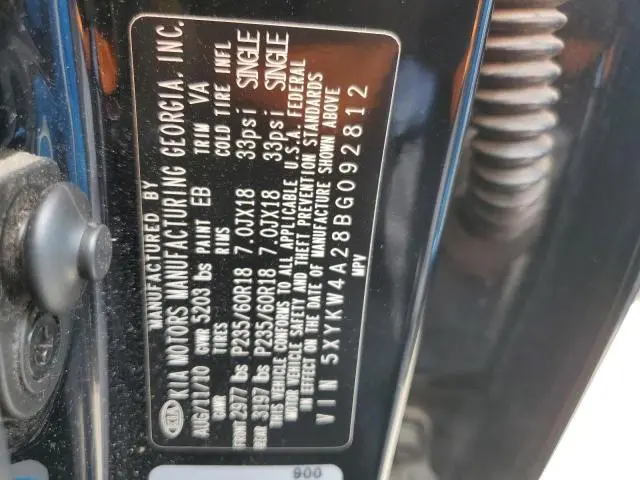 MANUFACTURED BY
KIA KIA MOTORS MANUFACTURING GEORGIA, INC.
AUG/11/10 GVWR 5203 lbs PAINT EB TRIM VA
GAWR TIRES RIMS COLD TIRE INFL
FRONT 2977 lbs P235/60R18 7.0JX18 33psi SINGLE
REAR 3197 lbs P235/60R18 7.0JX18 33psi SINGLE
THIS VEHICLE CONFORMS TO ALL APPLICABLE U.S.A. FEDERAL
MOTOR VEHICLE SAFETY AND THEFT PREVENTION STANDARDS
IN EFFECT ON THE DATE OF MANUFACTURE SHOWN ABOVE
VIN 5XYKW4A28BG092812
MPV
900